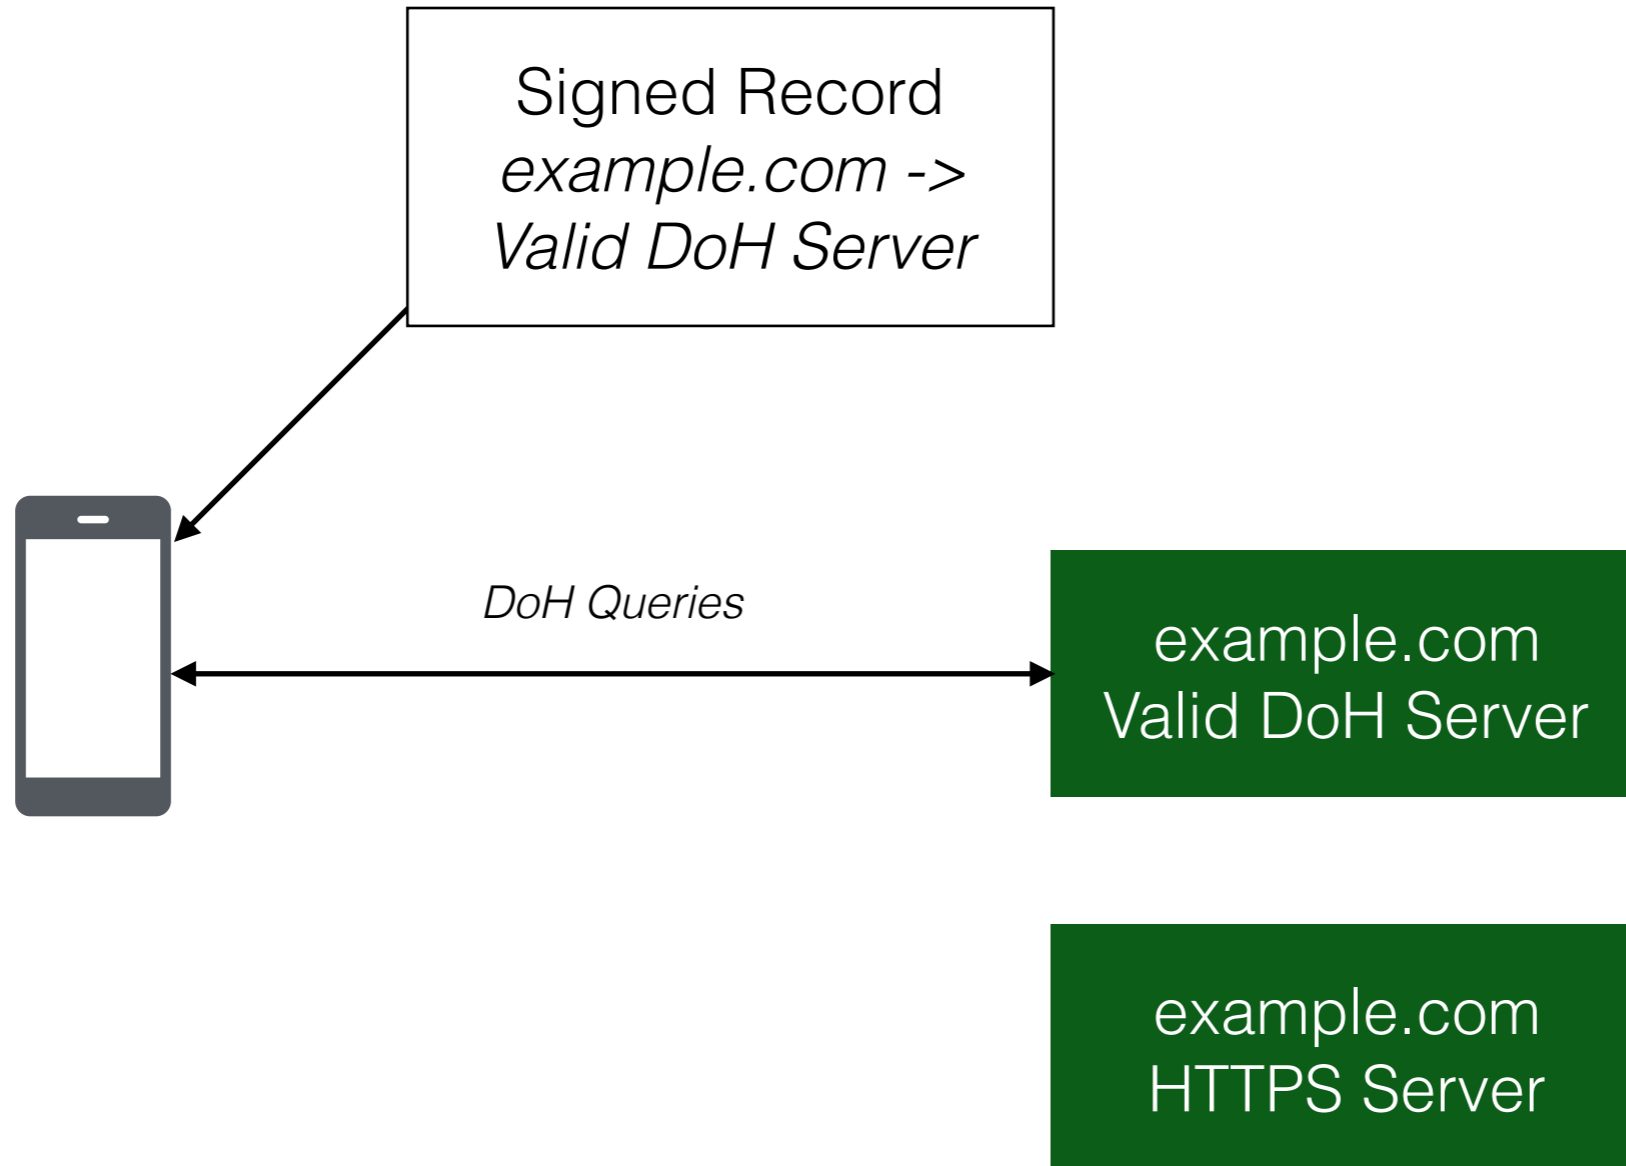 Signed Record
example.com ->
Valid DoH Server
DoH Queries
example.com
Valid DoH Server
example.com
HTTPS Server